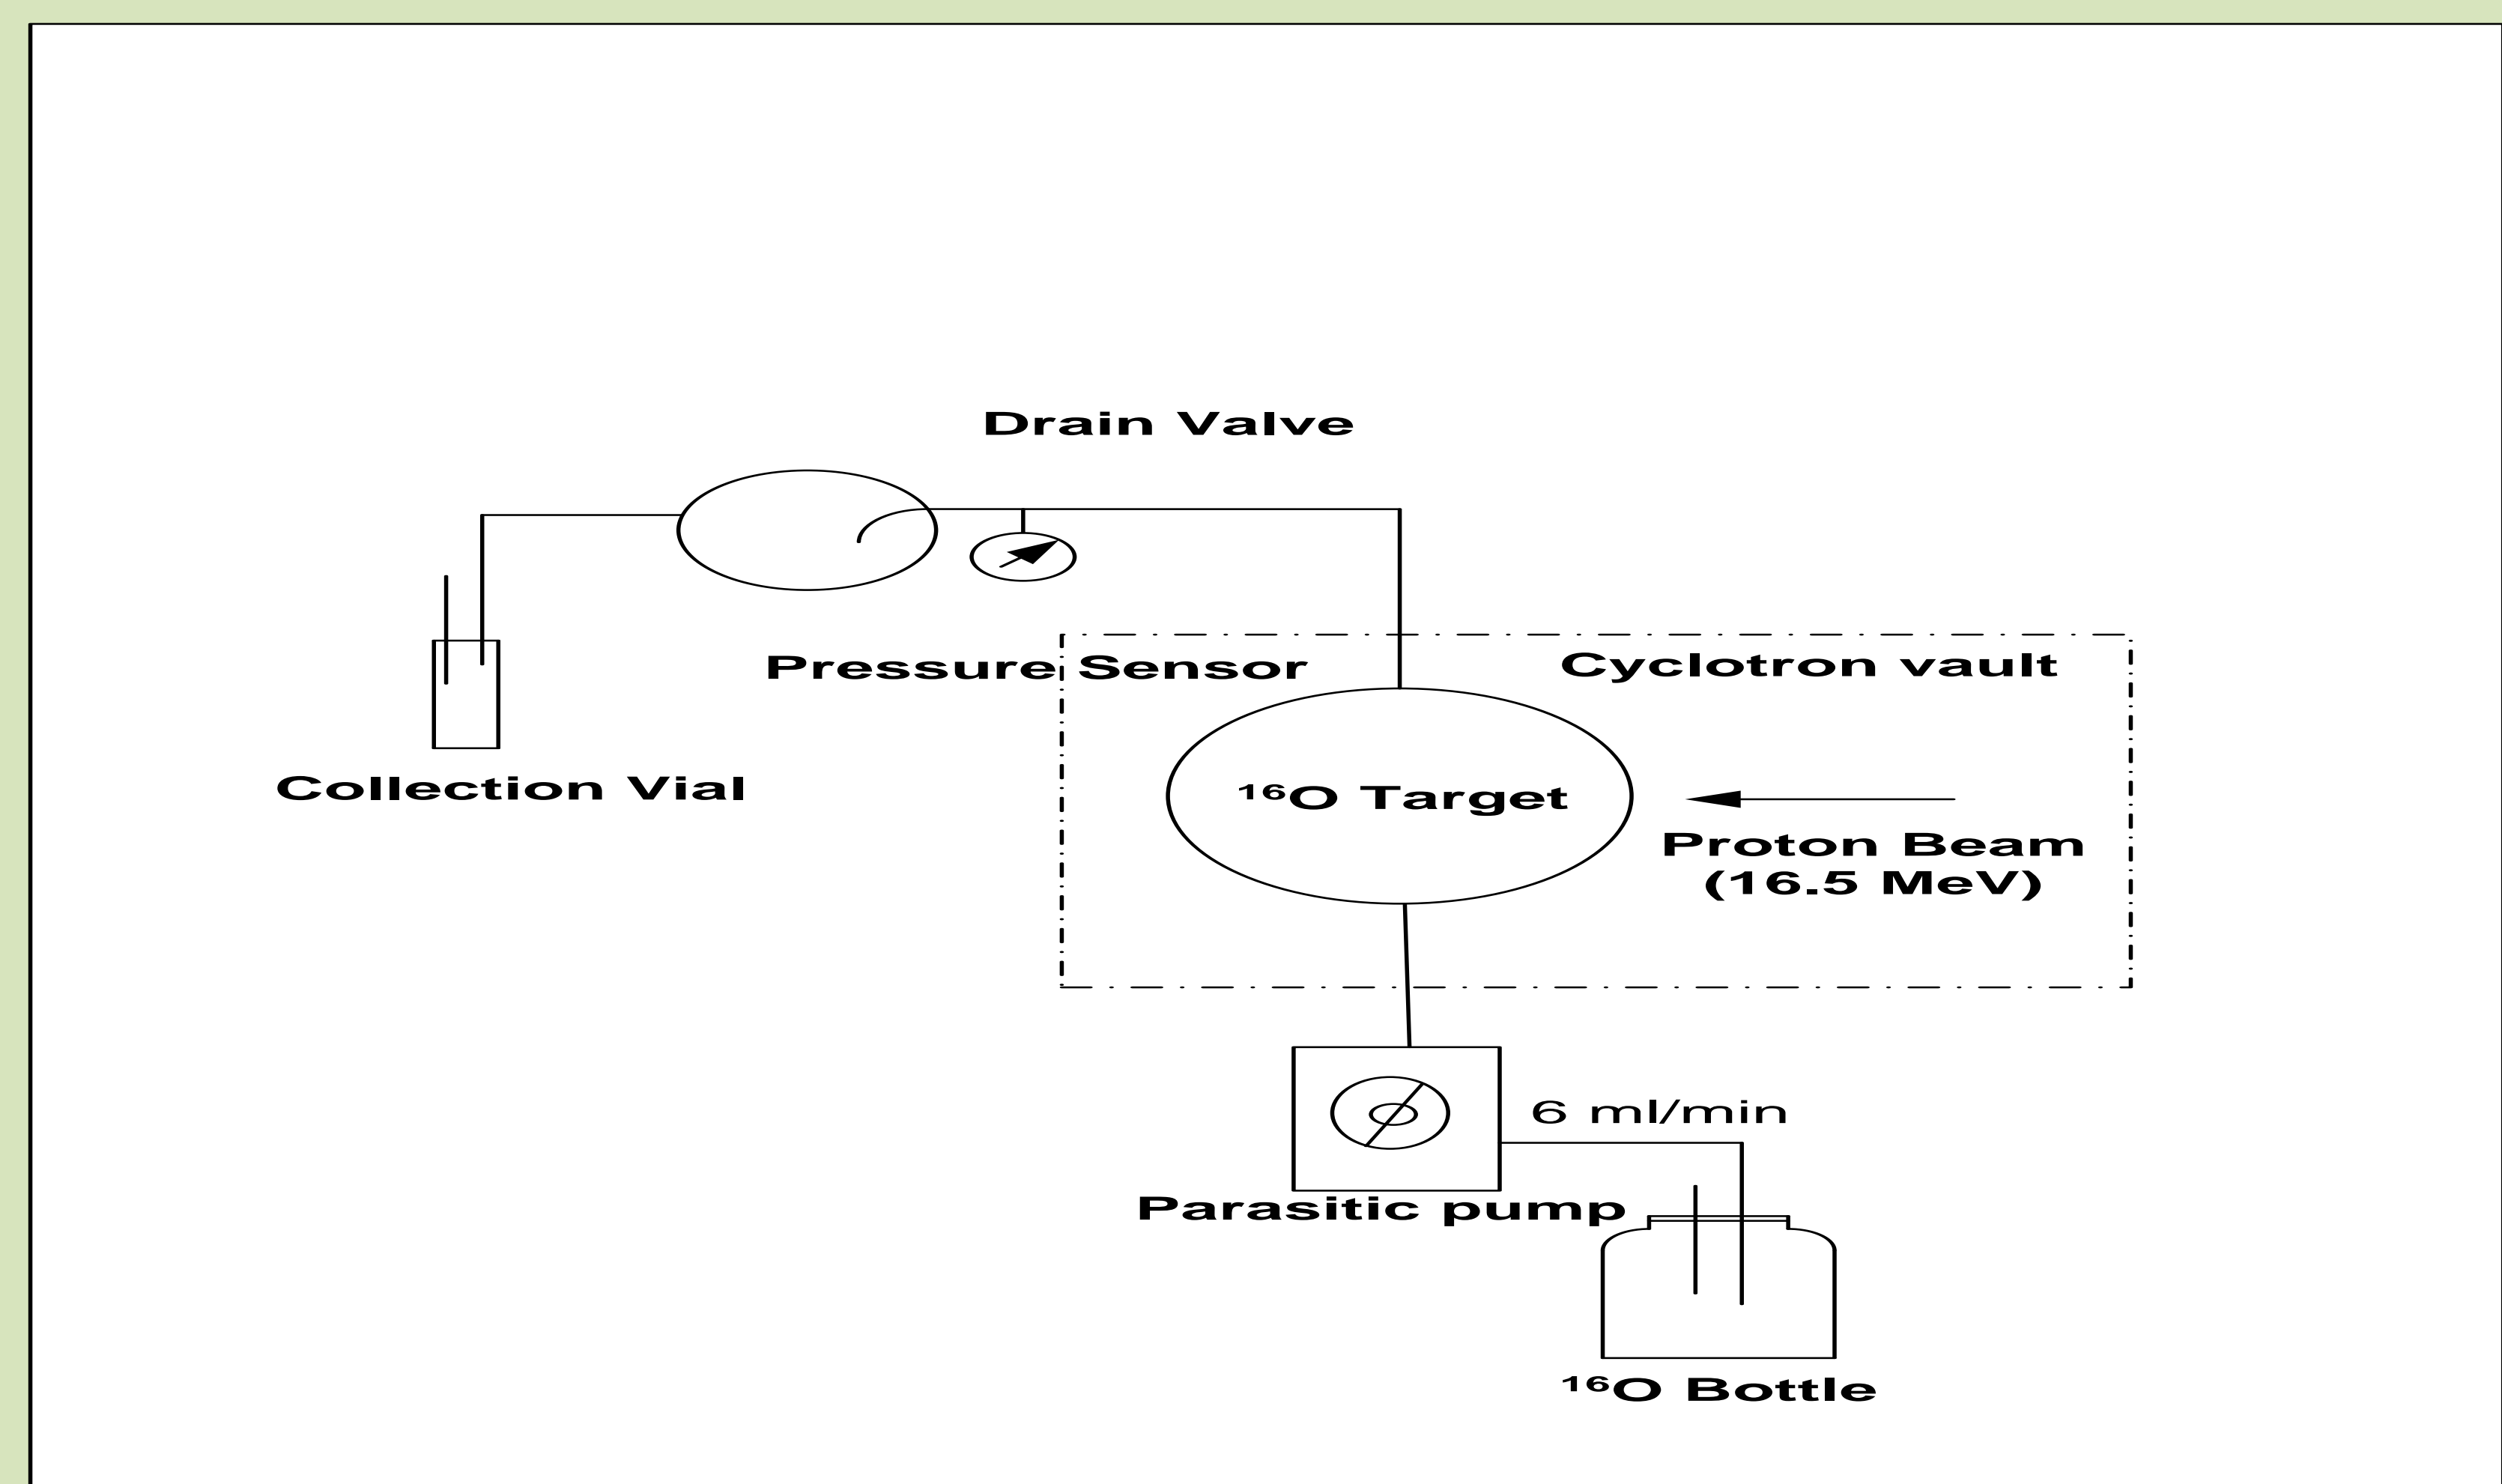 Drain Valve
Pressure Sensor
Cyclotron vault
Collection Vial
¹⁶O Target
Proton Beam
(16.5 MeV)
6 ml/min
Parasitic pump
¹⁶O Bottle